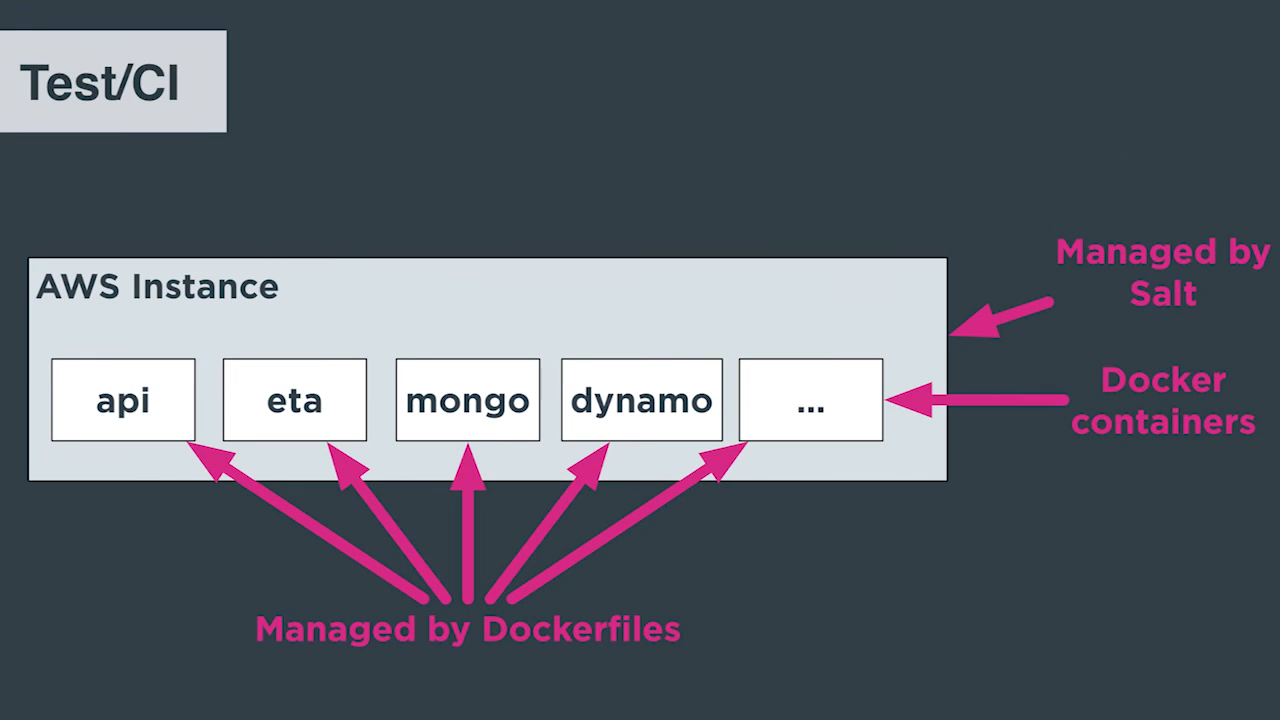 Test/CI
AWS Instance
Managed by
Salt
api
eta
mongo
dynamo
...
Docker
containers
Managed by Dockerfiles